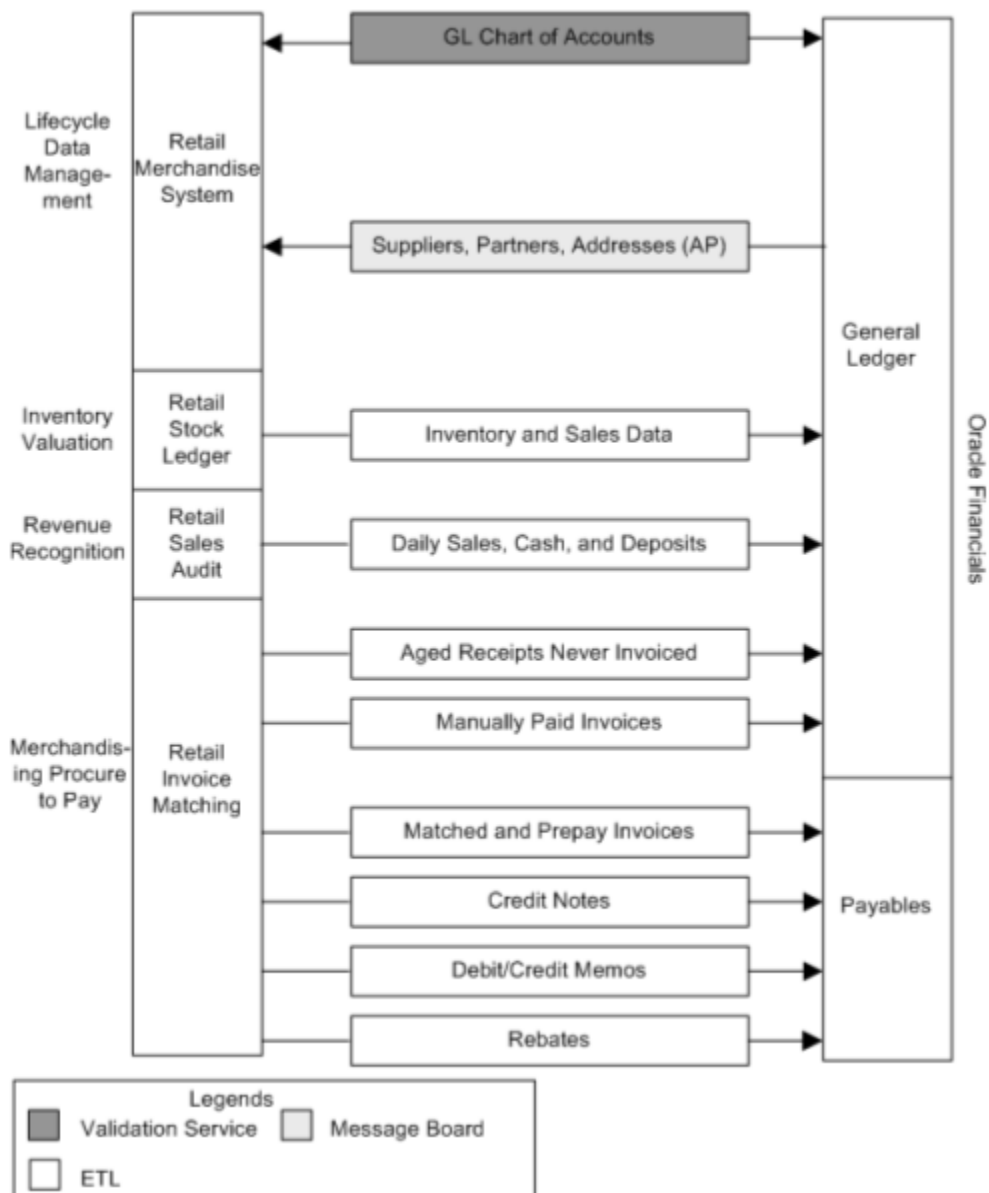 GL Chart of Accounts
Lifecycle
Data
Manage-
ment
Retail
Merchandise
System
Suppliers, Partners, Addresses (AP)
General
Ledger
Inventory
Valuation
Retail
Stock
Ledger
Inventory and Sales Data
Oracle Financials
Revenue
Recognition
Retail
Sales
Audit
Daily Sales, Cash, and Deposits
Aged Receipts Never Invoiced
Manually Paid Invoices
Merchandis-
ing Procure
to Pay
Retail
Invoice
Matching
Matched and Prepay Invoices
Credit Notes
Payables
Debit/Credit Memos
Rebates
Legends
Validation Service
Message Board
ETL